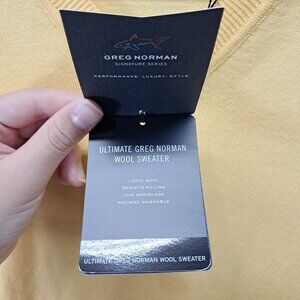 GREG NORMAN
SIGNATURE SERIES
PERFORMANCE. LUXURY. STYLE.
ULTIMATE GREG NORMAN
WOOL SWEATER
100% WOOL
RESISTS PILLING
LOW SHRINKAGE
MACHINE WASHABLE
ULTIMATE GREG NORMAN WOOL SWEATER